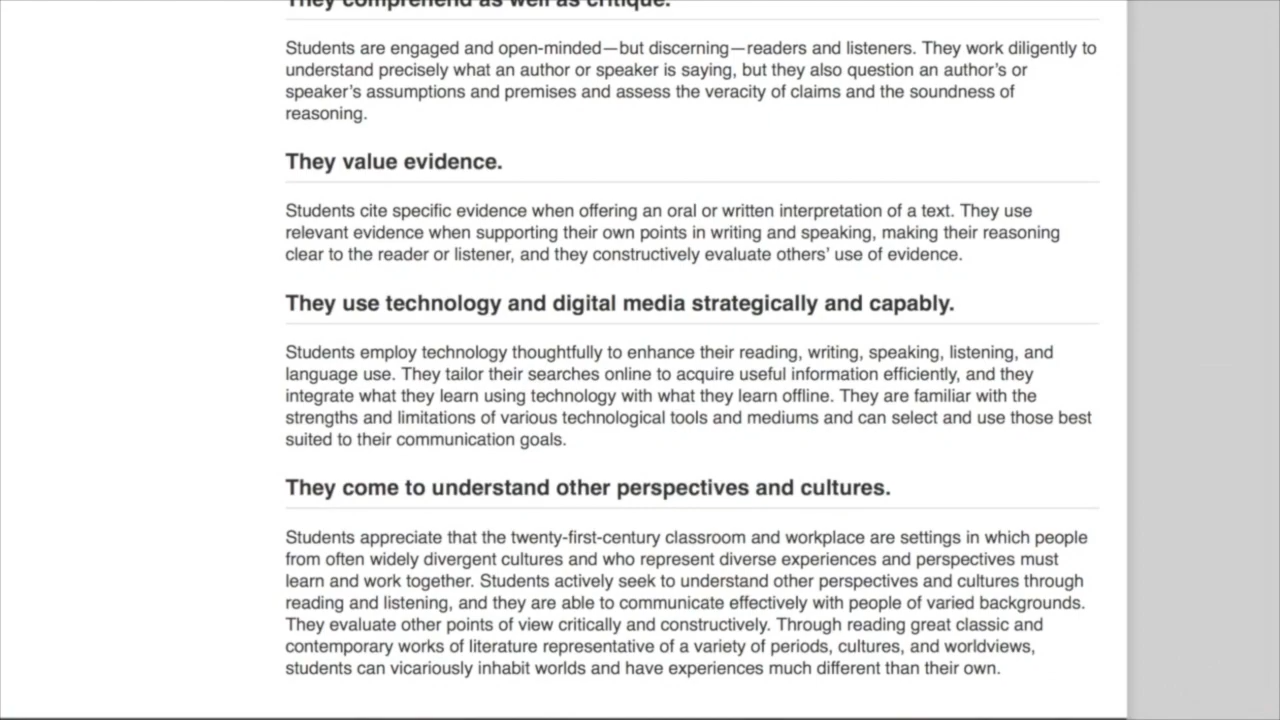 They comprehend as well as critique.
Students are engaged and open-minded—but discerning—readers and listeners. They work diligently to
understand precisely what an author or speaker is saying, but they also question an author’s or
speaker’s assumptions and premises and assess the veracity of claims and the soundness of
reasoning.
They value evidence.
Students cite specific evidence when offering an oral or written interpretation of a text. They use
relevant evidence when supporting their own points in writing and speaking, making their reasoning
clear to the reader or listener, and they constructively evaluate others’ use of evidence.
They use technology and digital media strategically and capably.
Students employ technology thoughtfully to enhance their reading, writing, speaking, listening, and
language use. They tailor their searches online to acquire useful information efficiently, and they
integrate what they learn using technology with what they learn offline. They are familiar with the
strengths and limitations of various technological tools and mediums and can select and use those best
suited to their communication goals.
They come to understand other perspectives and cultures.
Students appreciate that the twenty-first-century classroom and workplace are settings in which people
from often widely divergent cultures and who represent diverse experiences and perspectives must
learn and work together. Students actively seek to understand other perspectives and cultures through
reading and listening, and they are able to communicate effectively with people of varied backgrounds.
They evaluate other points of view critically and constructively. Through reading great classic and
contemporary works of literature representative of a variety of periods, cultures, and worldviews,
students can vicariously inhabit worlds and have experiences much different than their own.